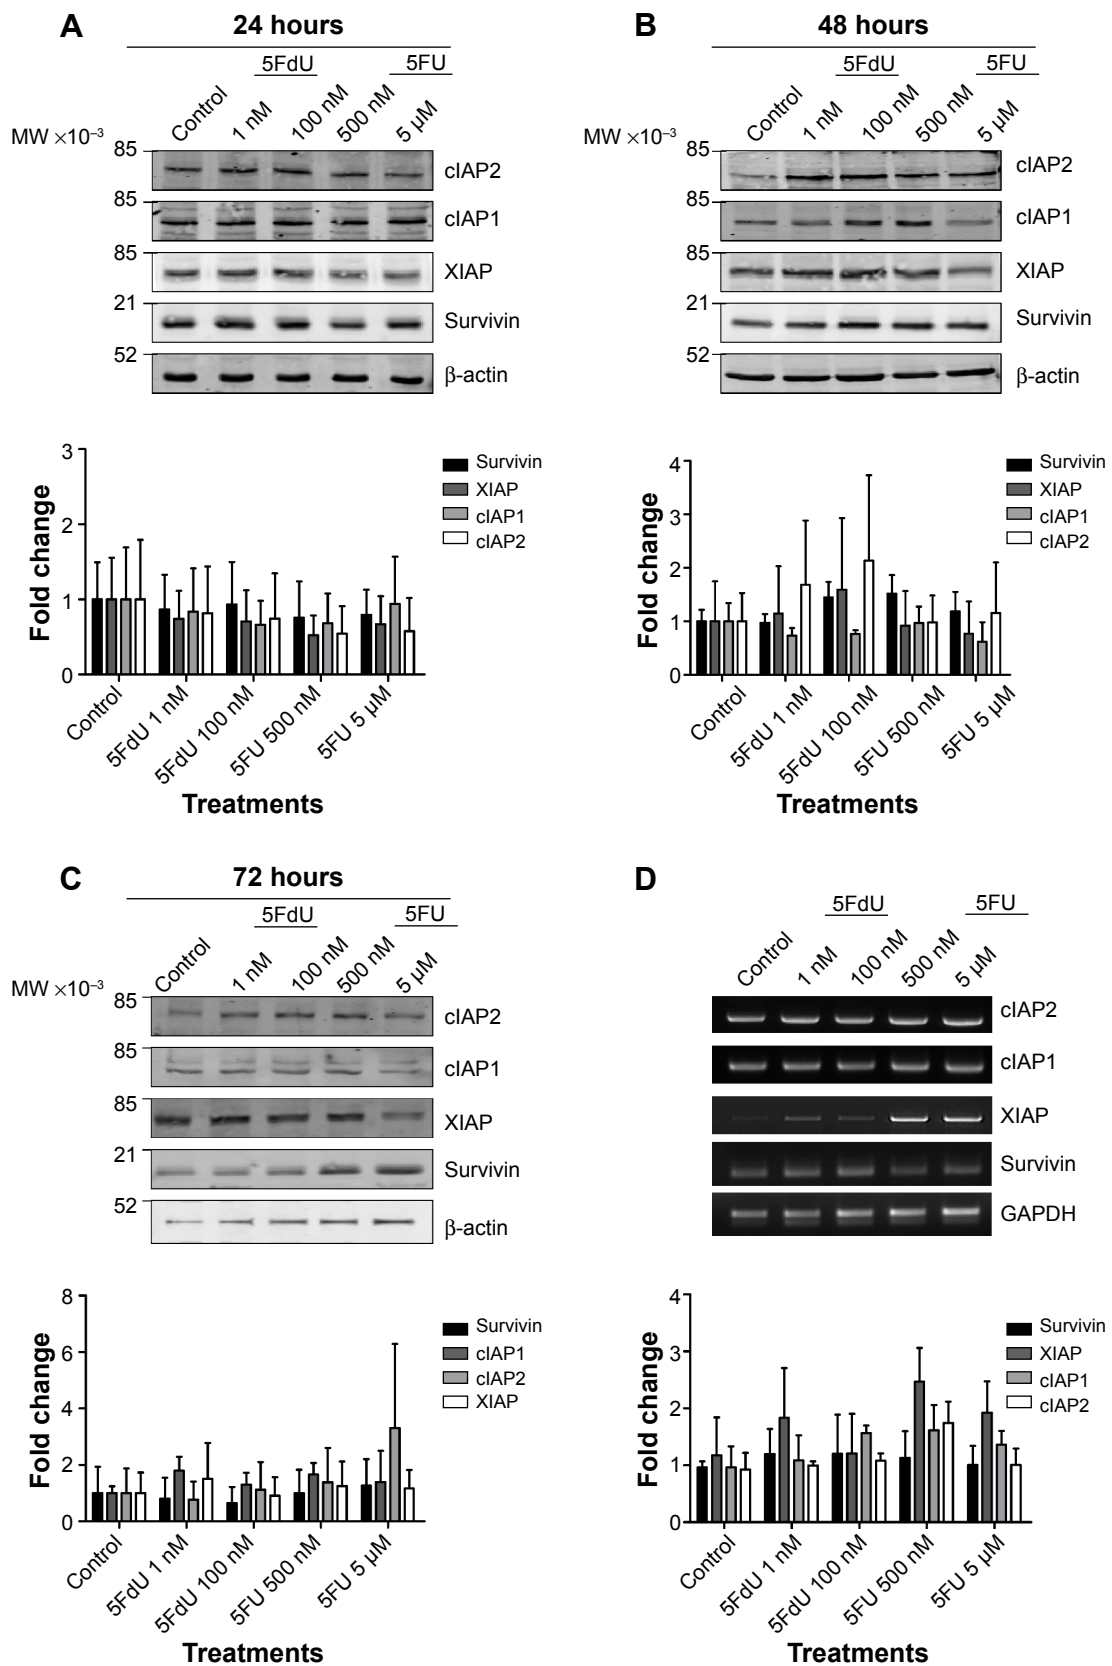 A
24 hours
5FdU 5FU
MW ×10⁻³ Control 1 nM 100 nM 500 nM 5 µM
85 cIAP2
85 cIAP1
85 XIAP
21 Survivin
52 β-actin
3
2
1
0
Fold change
Survivin
XIAP
cIAP1
cIAP2
Control 5FdU 1 nM 5FdU 100 nM 5FU 500 nM 5FU 5 µM
Treatments
B
48 hours
5FdU 5FU
MW ×10⁻³ Control 1 nM 100 nM 500 nM 5 µM
85 cIAP2
85 cIAP1
85 XIAP
21 Survivin
52 β-actin
4
3
2
1
0
Fold change
Survivin
XIAP
cIAP1
cIAP2
Control 5FdU 1 nM 5FdU 100 nM 5FU 500 nM 5FU 5 µM
Treatments
C
72 hours
5FdU 5FU
MW ×10⁻³ Control 1 nM 100 nM 500 nM 5 µM
85 cIAP2
85 cIAP1
85 XIAP
21 Survivin
52 β-actin
8
6
4
2
0
Fold change
Survivin
cIAP1
cIAP2
XIAP
Control 5FdU 1 nM 5FdU 100 nM 5FU 500 nM 5FU 5 µM
Treatments
D
5FdU 5FU
Control 1 nM 100 nM 500 nM 5 µM
cIAP2
cIAP1
XIAP
Survivin
GAPDH
4
3
2
1
0
Fold change
Survivin
XIAP
cIAP1
cIAP2
Control 5FdU 1 nM 5FdU 100 nM 5FU 500 nM 5FU 5 µM
Treatments